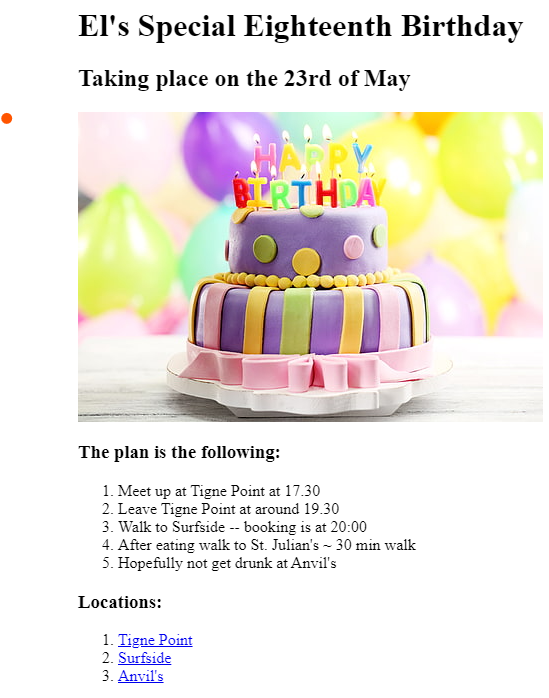 El's Special Eighteenth Birthday
Taking place on the 23rd of May
HAPPY
BIRTHDAY
The plan is the following:
1. Meet up at Tigne Point at 17.30
2. Leave Tigne Point at around 19.30
3. Walk to Surfside -- booking is at 20:00
4. After eating walk to St. Julian's ~ 30 min walk
5. Hopefully not get drunk at Anvil's
Locations:
1. Tigne Point
2. Surfside
3. Anvil's